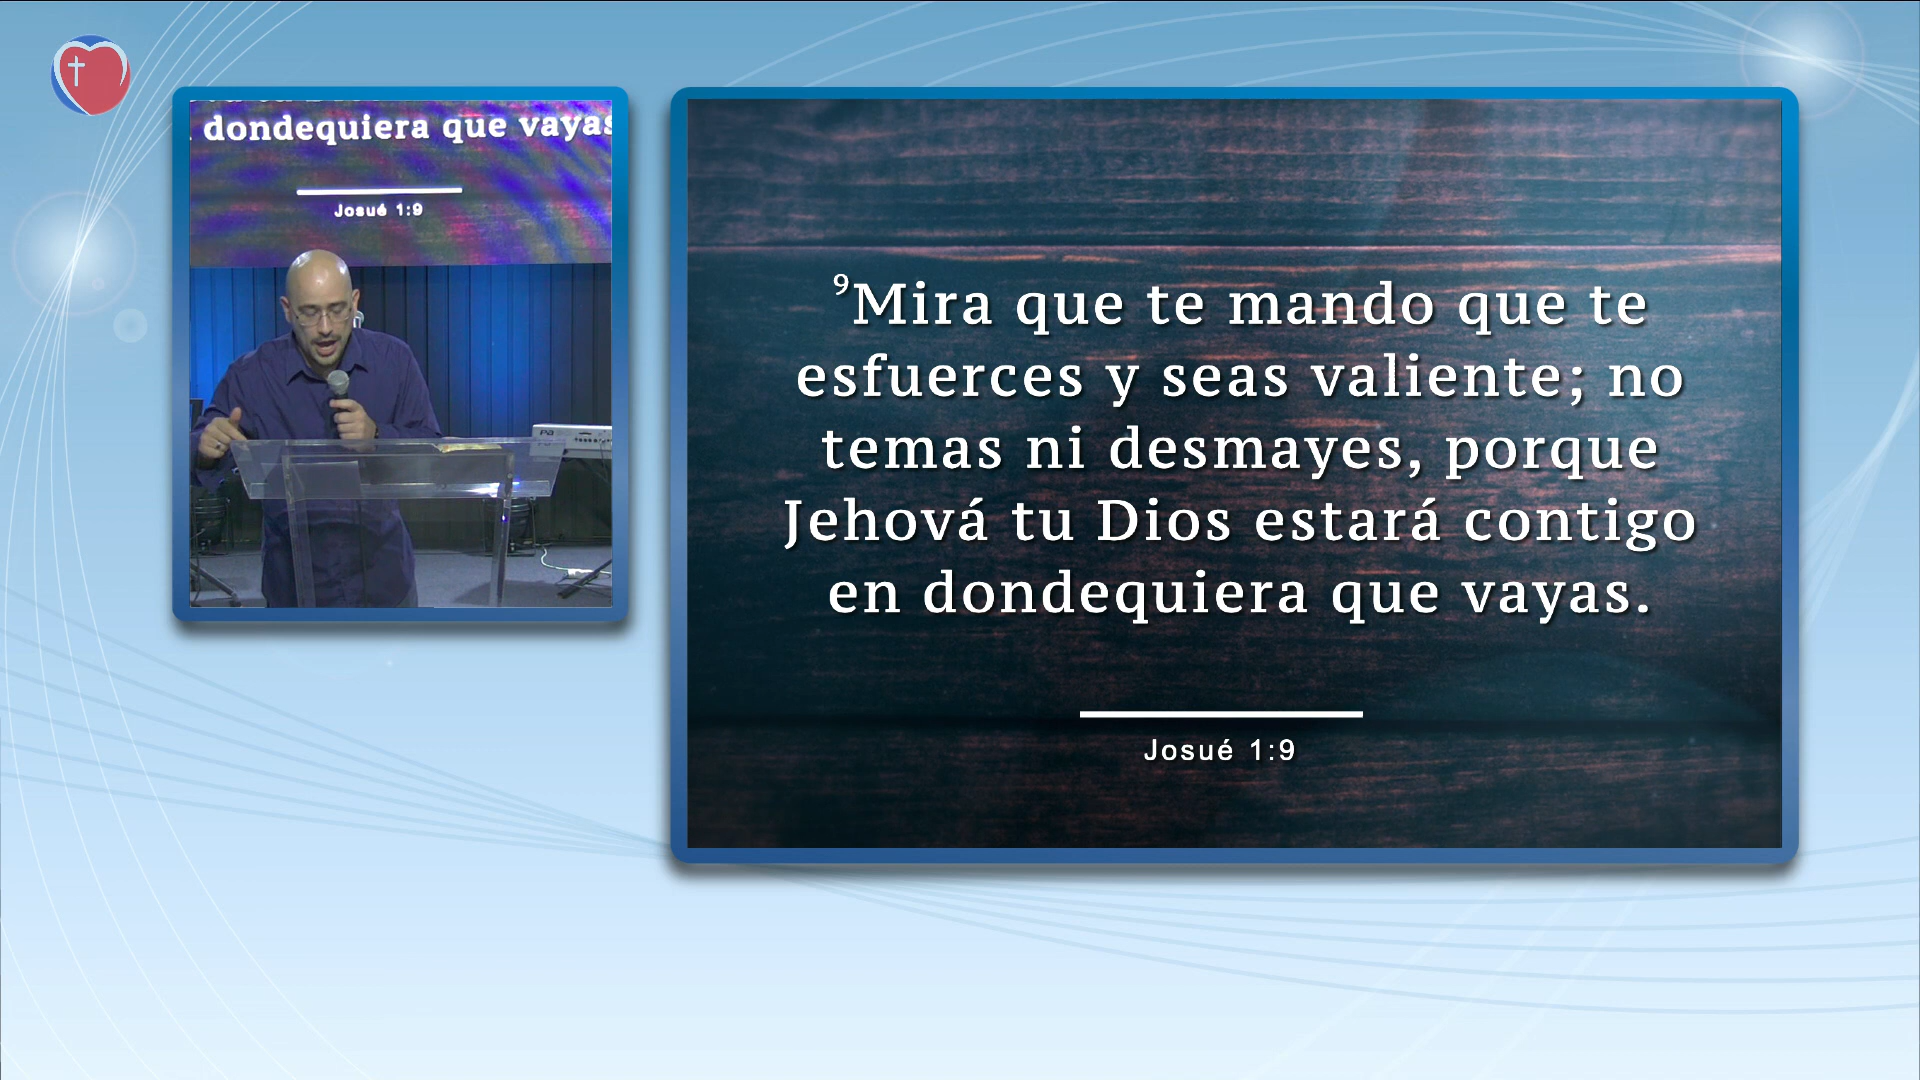 dondequiera que vayas
Josué 1:9
PA
⁹Mira que te mando que te
esfuerces y seas valiente; no
temas ni desmayes, porque
Jehová tu Dios estará contigo
en dondequiera que vayas.
Josué 1:9